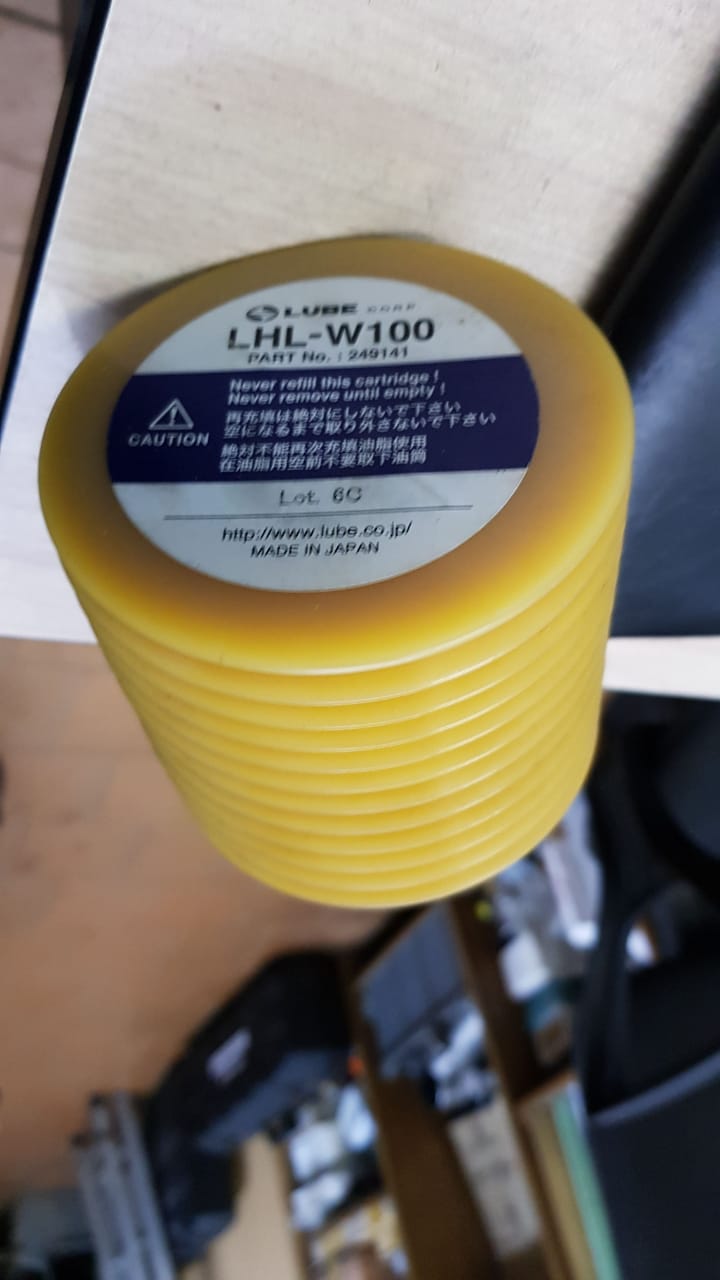 LUBE CORP
LHL-W100
PART No. : 249141
Never refill this cartridge !
Never remove until empty !
再充填は絶対にしないで下さい
空になるまで取り外さないで下さい
CAUTION
絶対不能再次充填油脂使用
在油脂用空前不要取下油筒
Lot. 6C
http://www.lube.co.jp/
MADE IN JAPAN